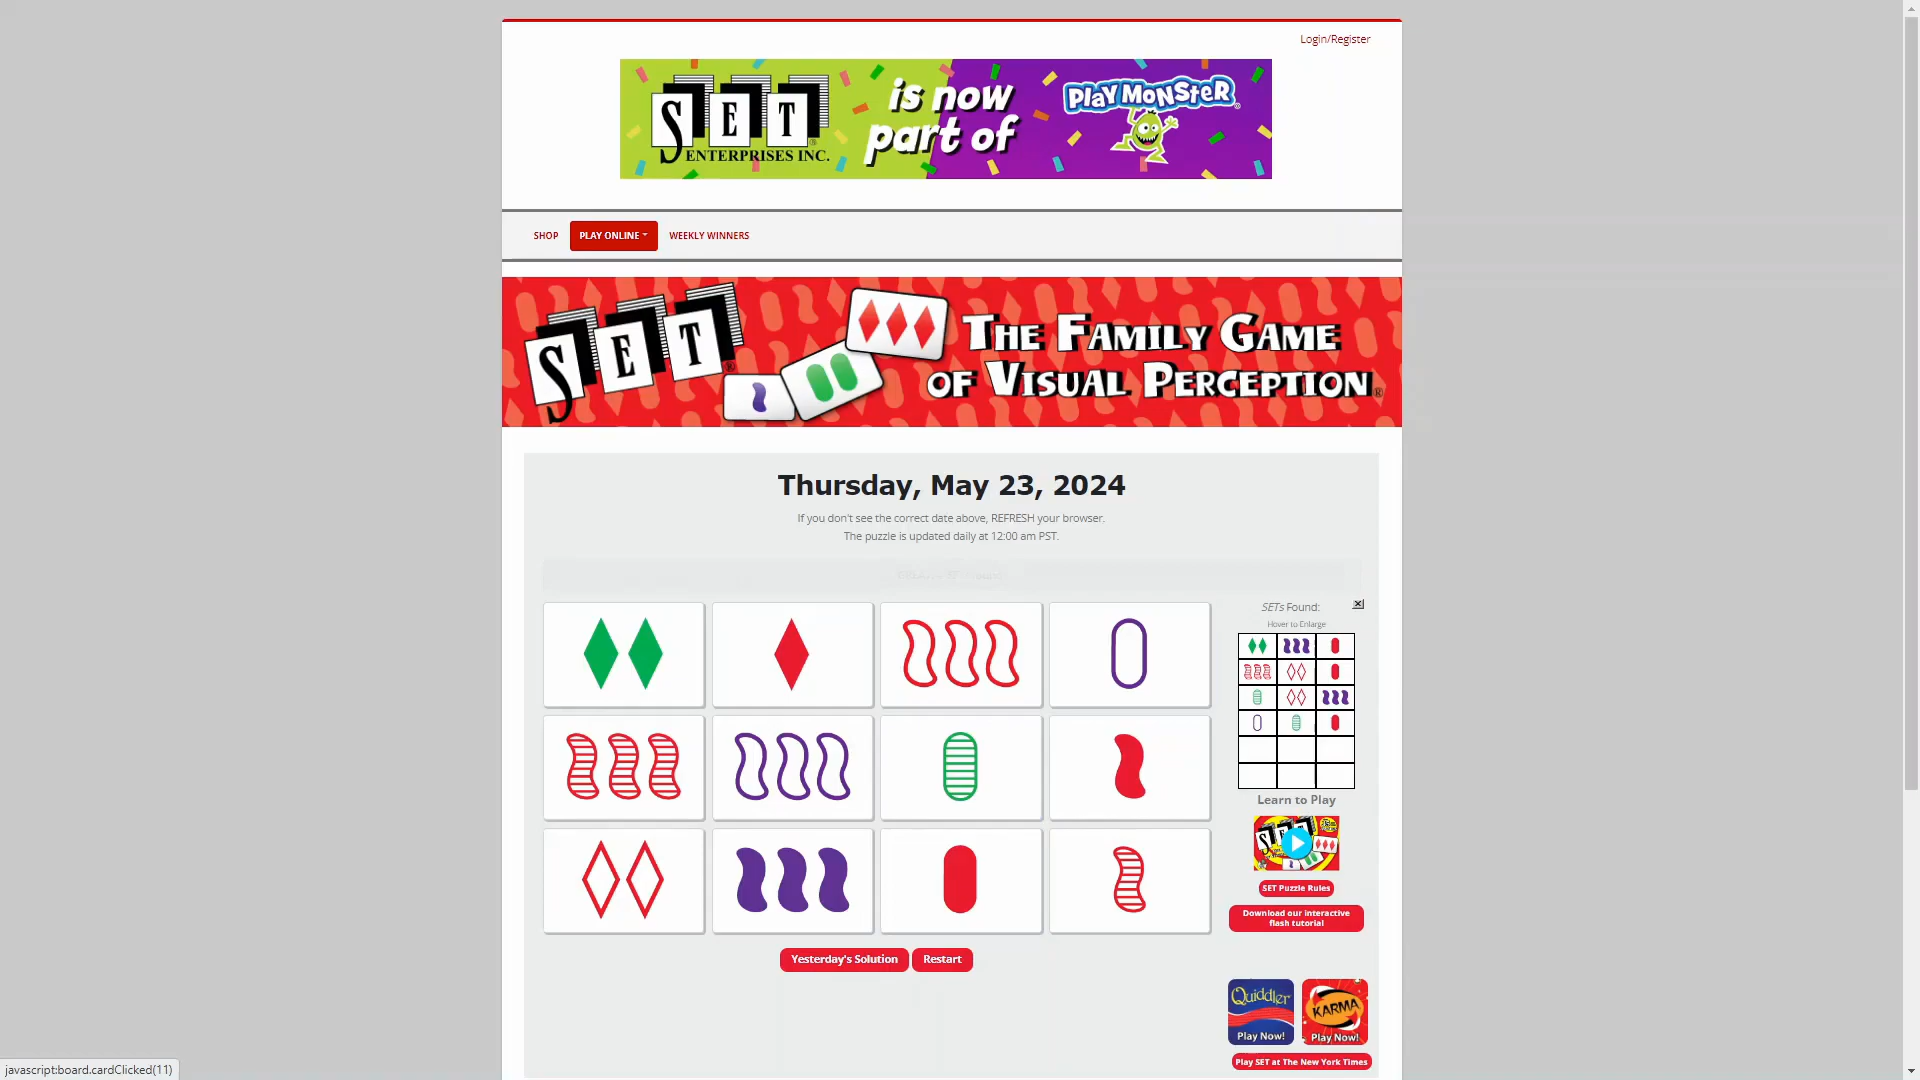 Login/Register
SET
ENTERPRISES INC.
is now
part of
PLAY MONSTER
SHOP
PLAY ONLINE
WEEKLY WINNERS
SET
THE FAMILY GAME
OF VISUAL PERCEPTION®
Thursday, May 23, 2024
If you don't see the correct date above, REFRESH your browser.
The puzzle is updated daily at 12:00 am PST.
SETs Found:
Hover to Enlarge
Learn to Play
SET
SET Puzzle Rules
Download our interactive
flash tutorial
Yesterday's Solution
Restart
Quiddler
Play Now!
KARMA
Play Now!
Play SET at The New York Times
javascript:board.cardClicked(11)